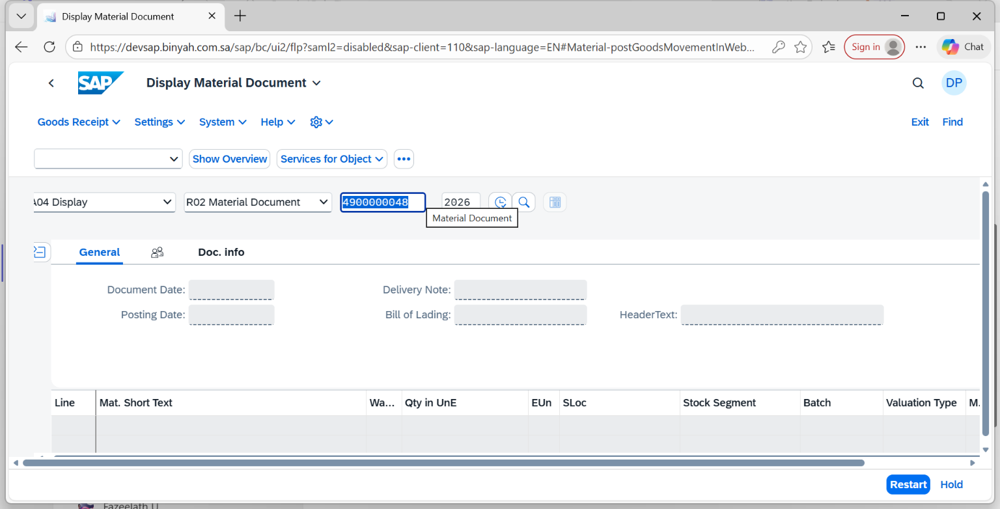 Display Material Document
https://devsap.binyah.com.sa/sap/bc/ui2/flp?saml2=disabled&sap-client=110&sap-language=EN#Material-postGoodsMovementInWeb...
Sign in
Chat
SAP
Display Material Document
DP
Goods Receipt
Settings
System
Help
Exit
Find
Show Overview
Services for Object
A04 Display
R02 Material Document
4900000048
2026
Material Document
General
Doc. info
Document Date:
Delivery Note:
Posting Date:
Bill of Lading:
HeaderText:
Line
Mat. Short Text
Wa...
Qty in UnE
EUn
SLoc
Stock Segment
Batch
Valuation Type
M.
Restart
Hold
Fazeelath U